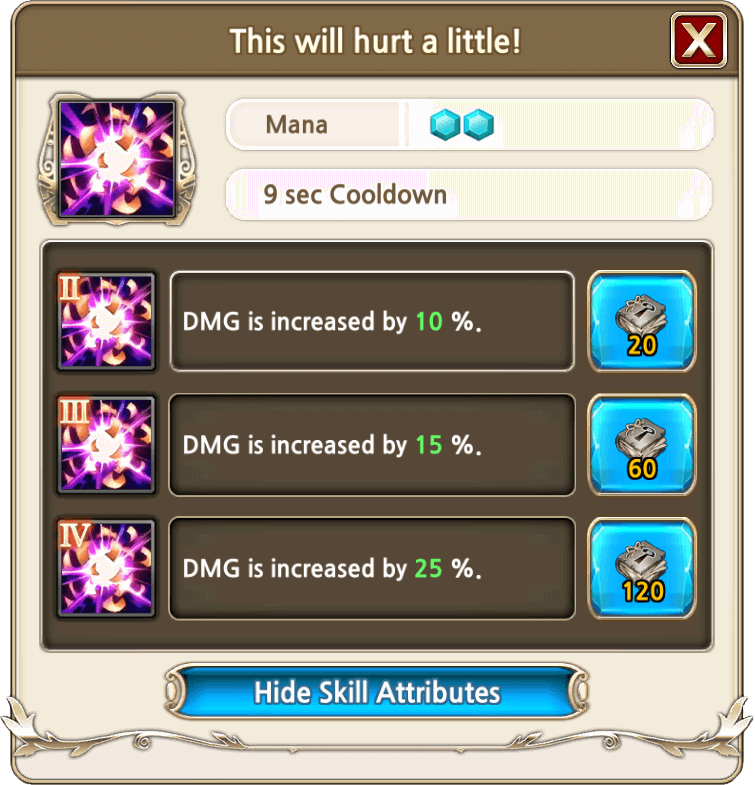 This will hurt a little!
X
Mana
9 sec Cooldown
II
DMG is increased by 10 %.
20
III
DMG is increased by 15 %.
60
IV
DMG is increased by 25 %.
120
Hide Skill Attributes